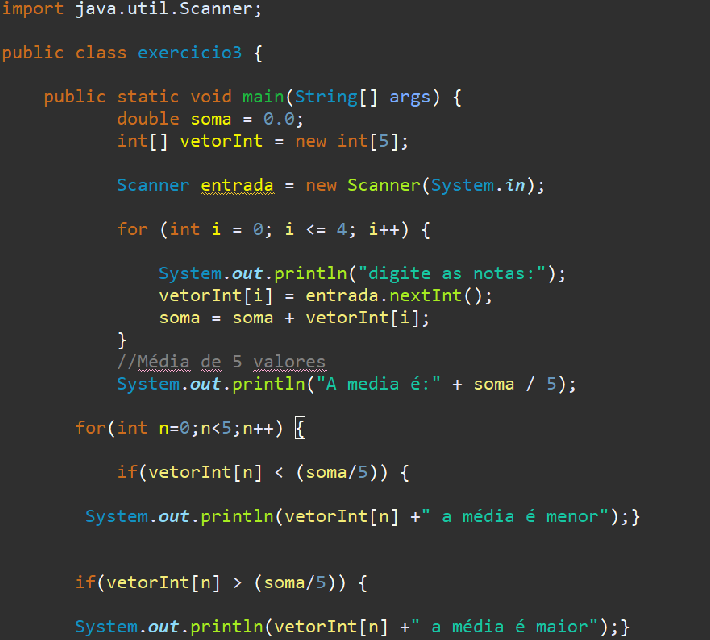 import java.util.Scanner;
public class exercicio3 {
public static void main(String[] args) {
double soma = 0.0;
int[] vetorInt = new int[5];
Scanner entrada = new Scanner(System.in);
for (int i = 0; i <= 4; i++) {
System.out.println("digite as notas:");
vetorInt[i] = entrada.nextInt();
soma = soma + vetorInt[i];
}
//Média de 5 valores
System.out.println("A media é:" + soma / 5);
for(int n=0;n<5;n++) {
if(vetorInt[n] < (soma/5)) {
System.out.println(vetorInt[n] +" a média é menor");}
if(vetorInt[n] > (soma/5)) {
System.out.println(vetorInt[n] +" a média é maior");}